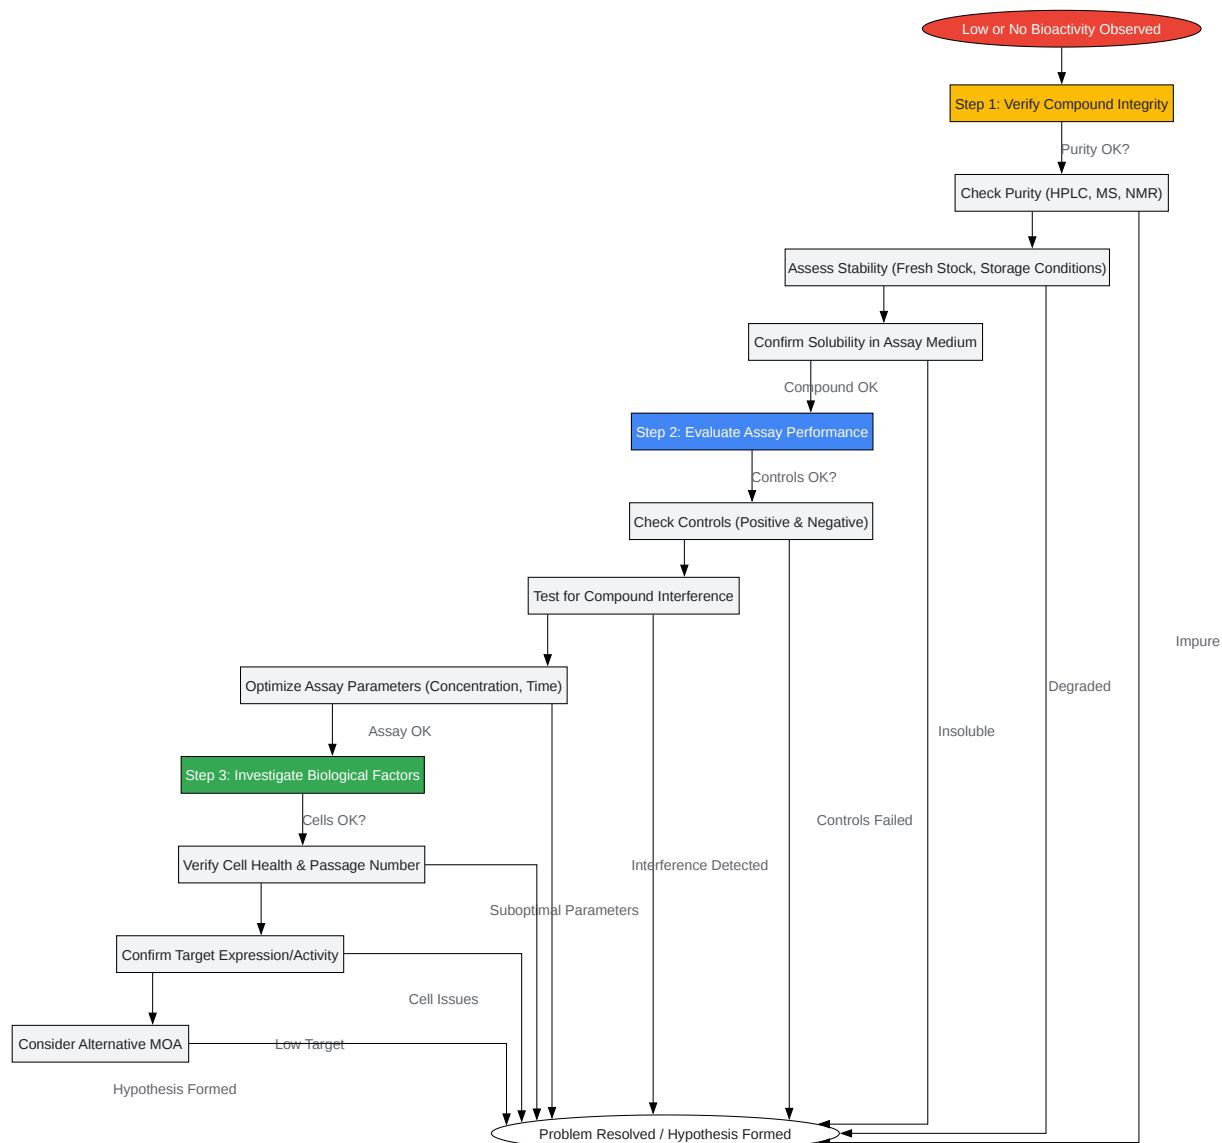 Low or No Bioactivity Observed
Step 1: Verify Compound Integrity
Purity OK?
Check Purity (HPLC, MS, NMR)
Assess Stability (Fresh Stock, Storage Conditions)
Confirm Solubility in Assay Medium
Compound OK
Step 2: Evaluate Assay Performance
Controls OK?
Check Controls (Positive & Negative)
Test for Compound Interference
Impure
Optimize Assay Parameters (Concentration, Time)
Degraded
Assay OK
Insoluble
Step 3: Investigate Biological Factors
Cells OK?
Controls Failed
Verify Cell Health & Passage Number
Interference Detected
Suboptimal Parameters
Confirm Target Expression/Activity
Cell Issues
Consider Alternative MOA
Low Target
Hypothesis Formed
Problem Resolved / Hypothesis Formed